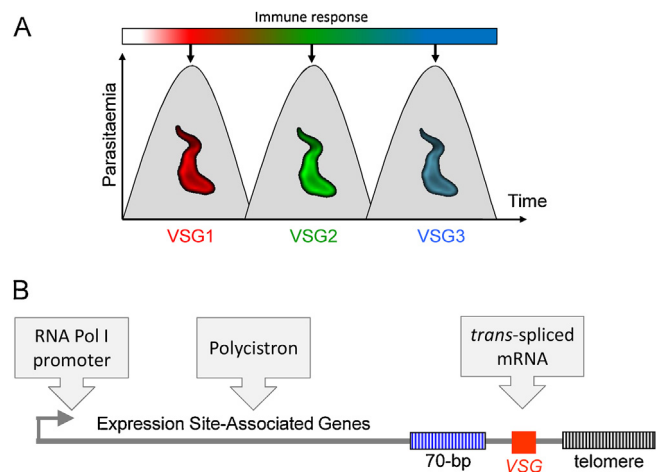 A
Immune response
Parasitaemia
Time
VSG1
VSG2
VSG3
B
RNA Pol I
promoter
Polycistron
trans-spliced
mRNA
Expression Site-Associated Genes
70-bp
VSG
telomere